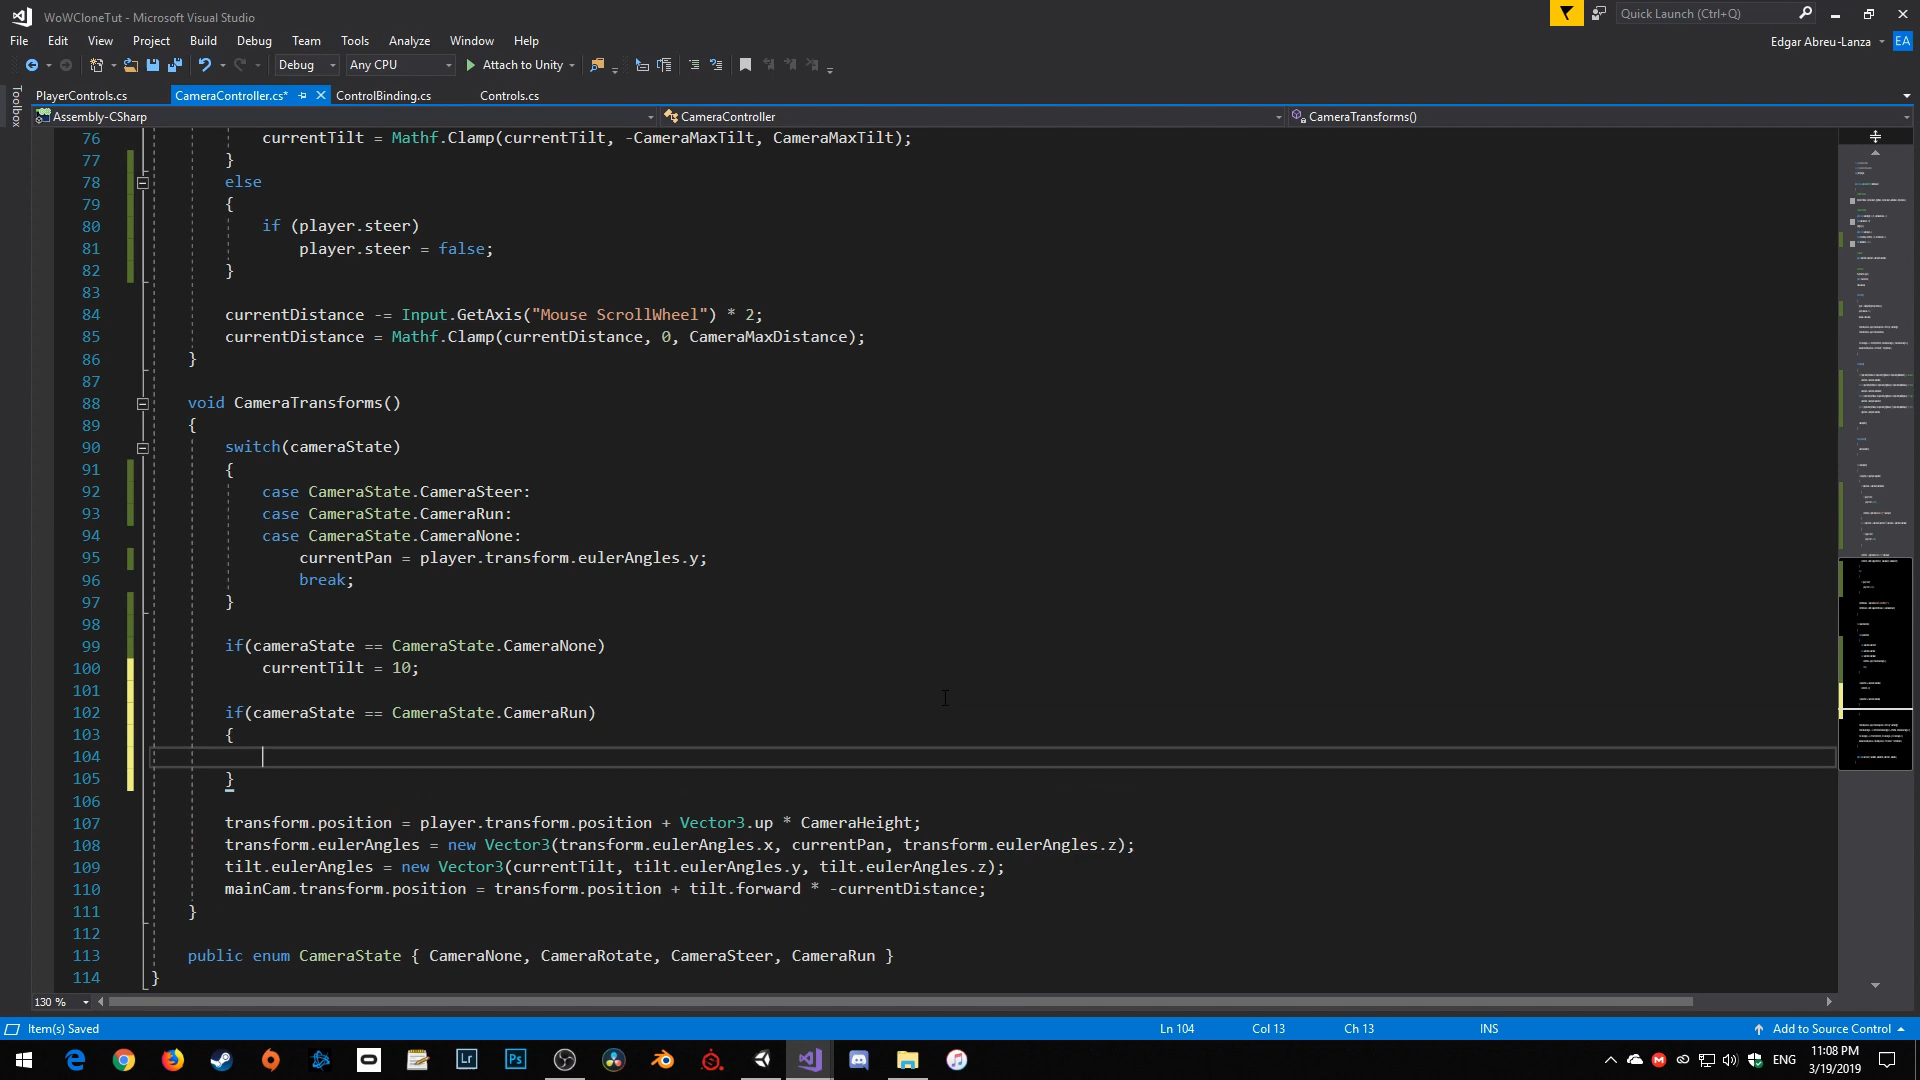 WoWCloneTut - Microsoft Visual Studio
Quick Launch (Ctrl+Q)
File Edit View Project Build Debug Team Tools Analyze Window Help
Edgar Abreu-Lanza EA
Debug Any CPU Attach to Unity
Toolbox
PlayerControls.cs CameraController.cs* ControlBinding.cs Controls.cs
Assembly-CSharp CameraController CameraTransforms()
76 currentTilt = Mathf.Clamp(currentTilt, -CameraMaxTilt, CameraMaxTilt);
77 }
78 else
79 {
80 if (player.steer)
81 player.steer = false;
82 }
83
84 currentDistance -= Input.GetAxis("Mouse ScrollWheel") * 2;
85 currentDistance = Mathf.Clamp(currentDistance, 0, CameraMaxDistance);
86 }
87
88 void CameraTransforms()
89 {
90 switch(cameraState)
91 {
92 case CameraState.CameraSteer:
93 case CameraState.CameraRun:
94 case CameraState.CameraNone:
95 currentPan = player.transform.eulerAngles.y;
96 break;
97 }
98
99 if(cameraState == CameraState.CameraNone)
100 currentTilt = 10;
101
102 if(cameraState == CameraState.CameraRun)
103 {
104
105 }
106
107 transform.position = player.transform.position + Vector3.up * CameraHeight;
108 transform.eulerAngles = new Vector3(transform.eulerAngles.x, currentPan, transform.eulerAngles.z);
109 tilt.eulerAngles = new Vector3(currentTilt, tilt.eulerAngles.y, tilt.eulerAngles.z);
110 mainCam.transform.position = transform.position + tilt.forward * -currentDistance;
111 }
112
113 public enum CameraState { CameraNone, CameraRotate, CameraSteer, CameraRun }
114 }
130 %
Item(s) Saved Ln 104 Col 13 Ch 13 INS Add to Source Control
Lr Ps ENG 11:08 PM
3/19/2019